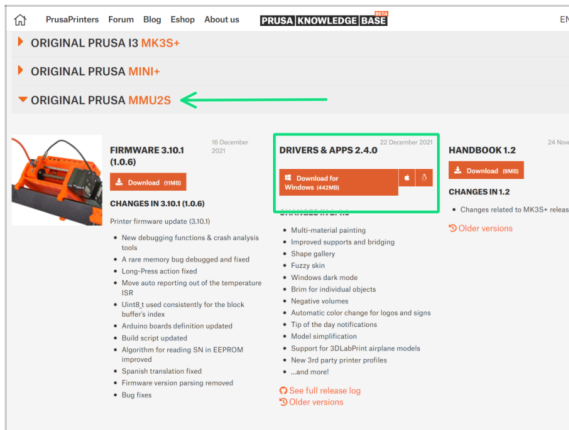 PrusaPrinters Forum Blog Eshop About us
PRUSA KNOWLEDGE BASE
BETA
EN
ORIGINAL PRUSA I3 MK3S+
ORIGINAL PRUSA MINI+
ORIGINAL PRUSA MMU2S
FIRMWARE 3.10.1
(1.0.6)
16 December
2021
Download (11MB)
CHANGES IN 3.10.1 (1.0.6)
Printer firmware update (3.10.1)
New debugging functions & crash analysis
tools
A rare memory bug debugged and fixed
Long-Press action fixed
Move auto reporting out of the temperature
ISR
Uint8_t used consistently for the block
buffer's index
Arduino boards definition updated
Build script updated
Algorithm for reading SN in EEPROM
improved
Spanish translation fixed
Firmware version parsing removed
Bug fixes
DRIVERS & APPS 2.4.0
22 December 2021
Download for
Windows (442MB)
Multi-material painting
Improved supports and bridging
Shape gallery
Fuzzy skin
Windows dark mode
Brim for individual objects
Negative volumes
Automatic color change for logos and signs
Tip of the day notifications
Model simplification
Support for 3DLabPrint airplane models
New 3rd party printer profiles
...and more!
See full release log
Older versions
HANDBOOK 1.2
24 Nove
Download (6MB)
CHANGES IN 1.2
Changes related to MK3S+ releas
Older versions